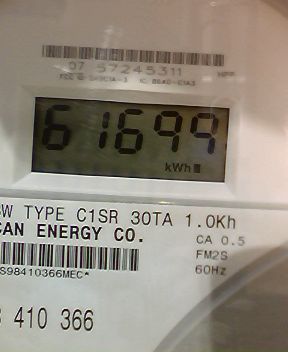 07 57245311
61699
kWh
W TYPE C1SR 30TA 1.0Kh
CAN ENERGY CO.
CA 0.5
FM2S
60Hz
S98410366MEC*
410 366